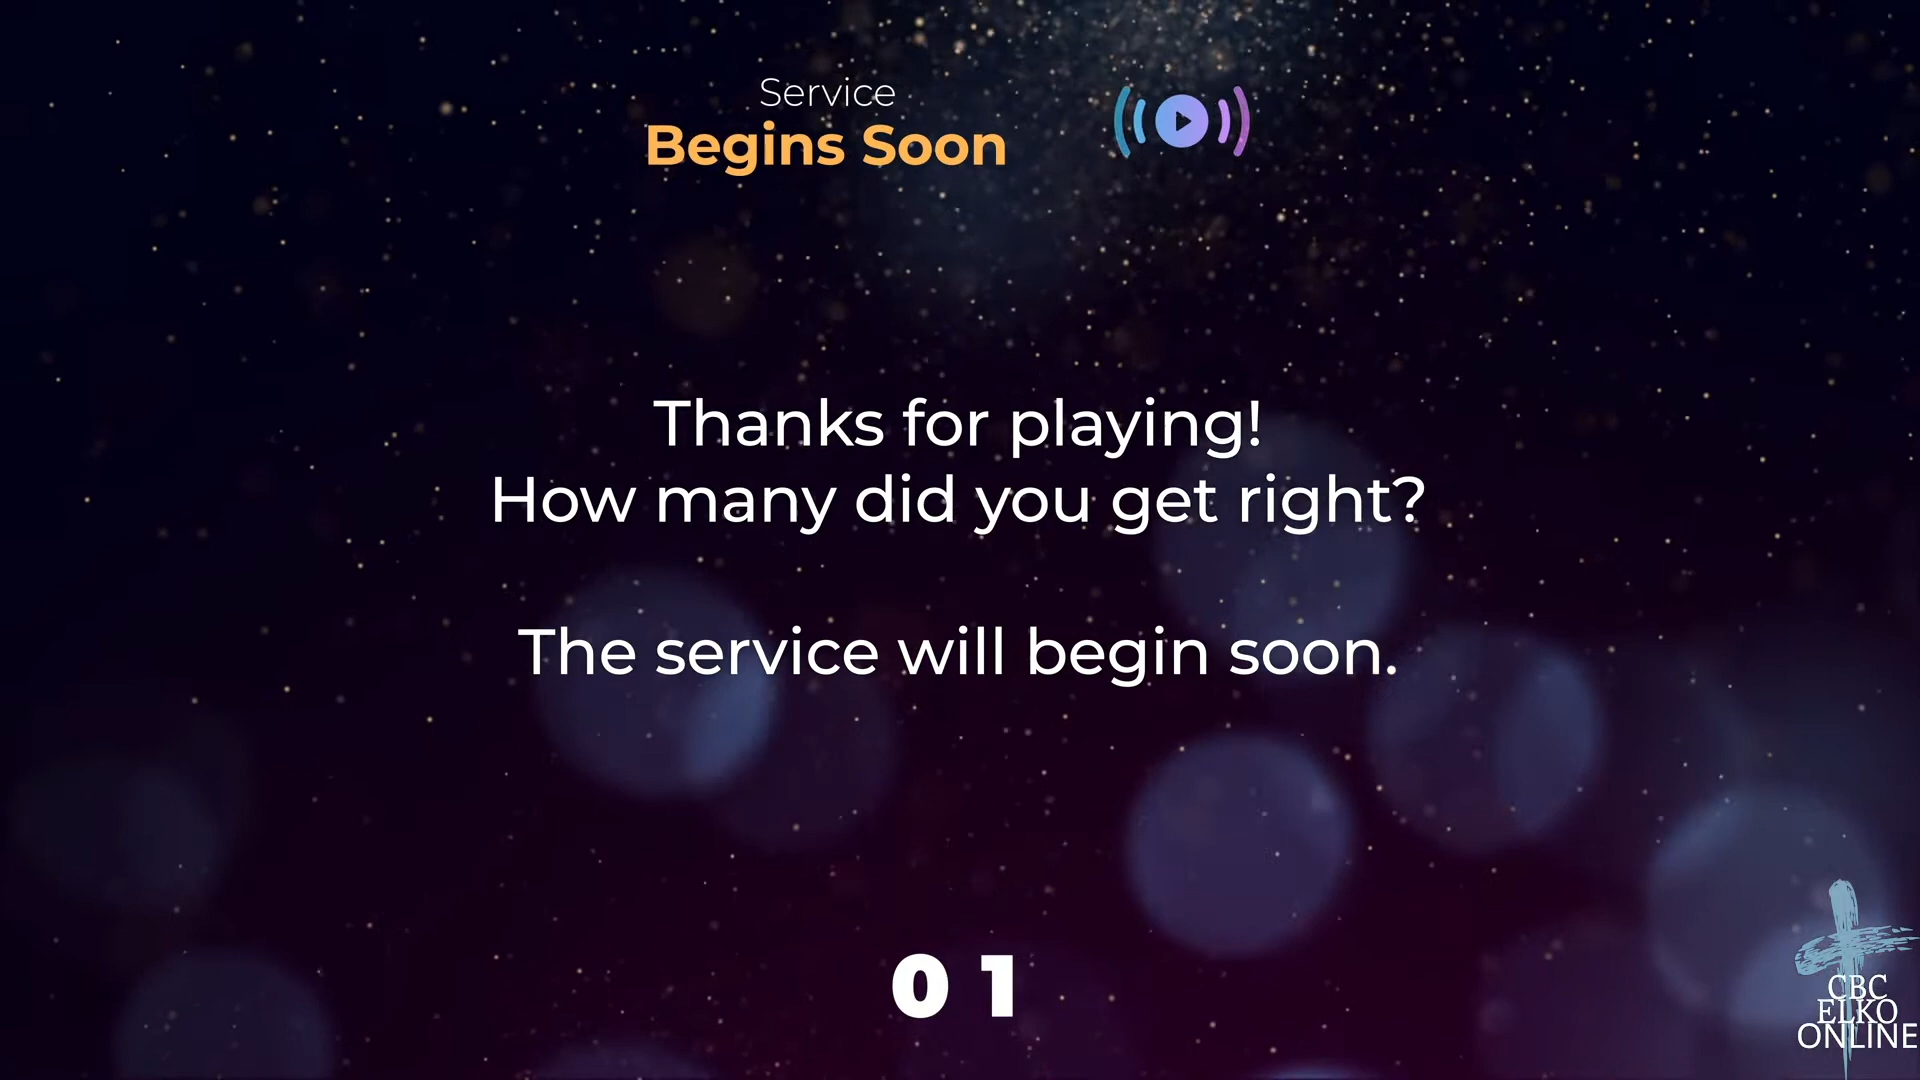 Service
Begins Soon
Thanks for playing!
How many did you get right?
The service will begin soon.
01
CBC
ELKO
ONLINE